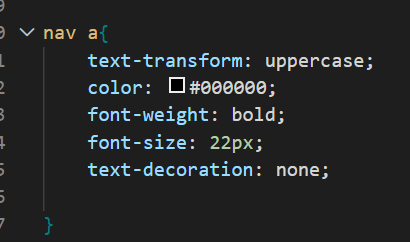 nav a{
text-transform: uppercase;
color: #000000;
font-weight: bold;
font-size: 22px;
text-decoration: none;
}